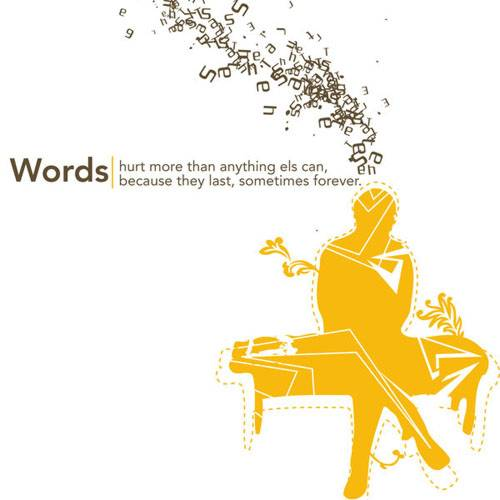 Words
hurt more than anything els can,
because they last, sometimes forever.